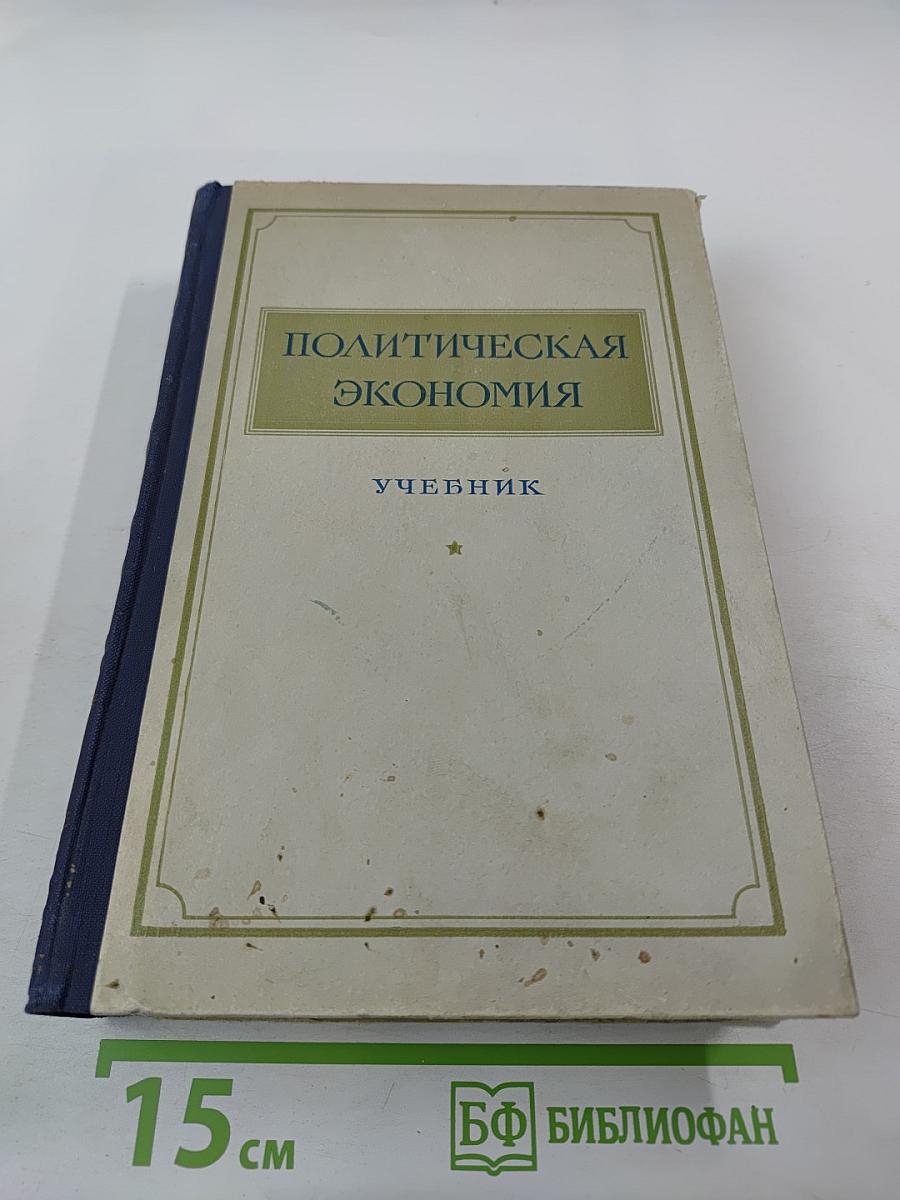 ПОЛИТИЧЕСКАЯ
ЭКОНОМИЯ
УЧЕБНИК
15 см
БФ БИБЛИОФАН